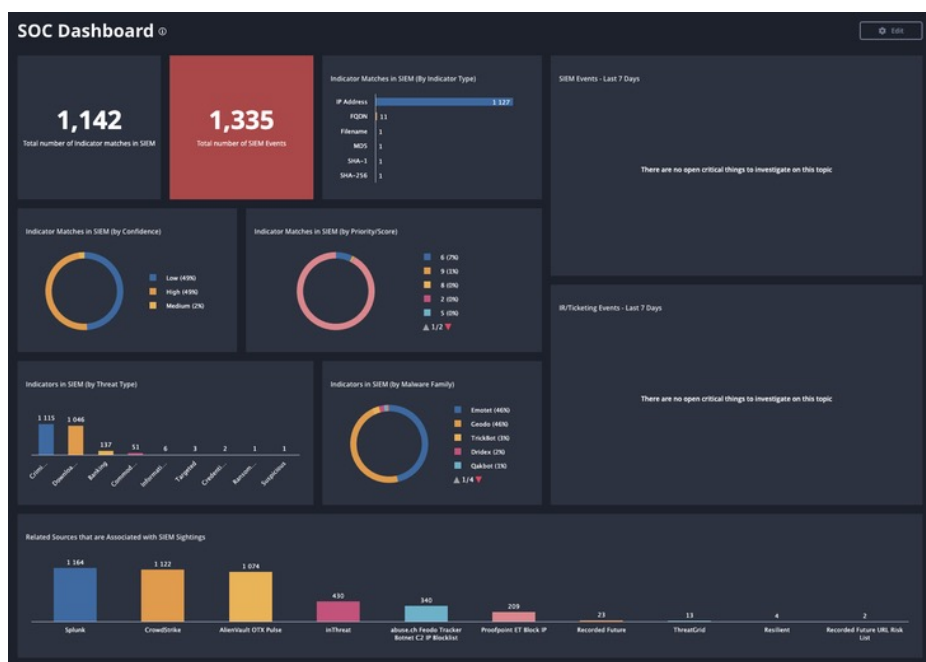 SOC Dashboard
Edit
1,142
Total number of Indicator matches in SIEM
1,335
Total number of SIEM Events
Indicator Matches in SIEM (By Indicator Type)
IP Address 1 127
FQDN 11
Filename 1
MD5 1
SHA-1 1
SHA-256 1
SIEM Events - Last 7 Days
There are no open critical things to investigate on this topic
Indicator Matches in SIEM (by Confidence)
Low (49%)
High (49%)
Medium (2%)
Indicator Matches in SIEM (by Priority/Score)
6 (7%)
9 (1%)
8 (0%)
2 (0%)
5 (0%)
1/2
IR/Ticketing Events - Last 7 Days
There are no open critical things to investigate on this topic
Indicators in SIEM (by Threat Type)
1 115 1 046 137 51 6 3 2 1 1
Crimi... Downloa... Banking Commod... Informati... Targeted Credenti... Ransom... Suspicious
Indicators in SIEM (by Malware Family)
Emotet (46%)
Geodo (46%)
TrickBot (3%)
Dridex (2%)
Qakbot (1%)
1/4
Related Sources that are Associated with SIEM Sightings
1 164 1 122 1 074 430 340 209 23 13 4 2
Splunk CrowdStrike AlienVault OTX Pulse inThreat abuse.ch Feodo Tracker Proofpoint ET Block IP Recorded Future ThreatGrid Resilient Recorded Future URL Risk
Botnet C2 IP Blocklist List